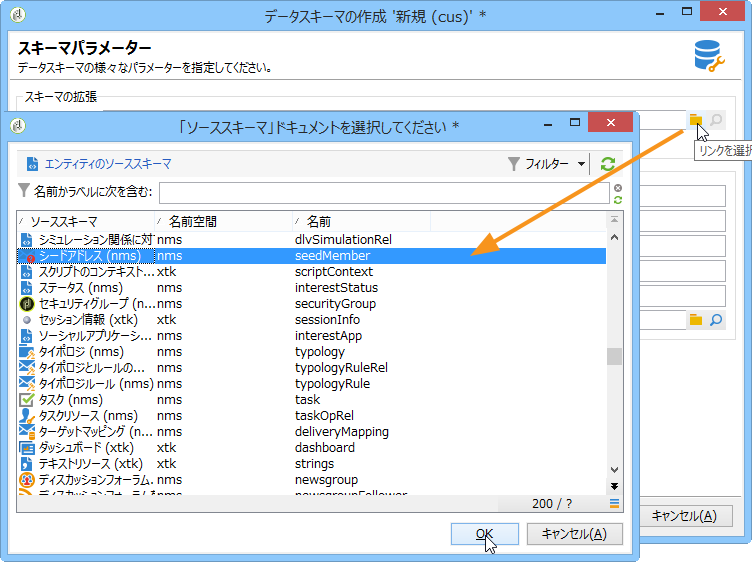 データスキーマの作成 '新規 (cus)' *
スキーマパラメーター
データスキーマの様々なパラメーターを指定してください。
スキーマの拡張
リンクを選択
「ソーススキーマ」ドキュメントを選択してください *
エンティティのソーススキーマ
フィルター
名前かラベルに次を含む:
ソーススキーマ 名前空間 名前
シミュレーション関係に対 nms dlvSimulationRel
シードアドレス (nms) nms seedMember
スクリプトのコンテキスト... xtk scriptContext
ステータス (nms) nms interestStatus
セキュリティグループ (n... nms securityGroup
セッション情報 (xtk) xtk sessionInfo
ソーシャルアプリケーシ... nms interestApp
タイポロジ (nms) nms typology
タイポロジとルールの... nms typologyRuleRel
タイポロジルール (nms) nms typologyRule
タスク (nms) nms task
タスクリソース (nms) nms taskOpRel
ターゲットマッピング (n... nms deliveryMapping
ダッシュボード (xtk) xtk dashboard
テキストリソース (xtk) xtk strings
ディスカッションフォーラム... nms newsgroup
ディスカッションフォーラム nms newsgroupFollower
200 / ?
OK キャンセル(A)
キャンセル(A)